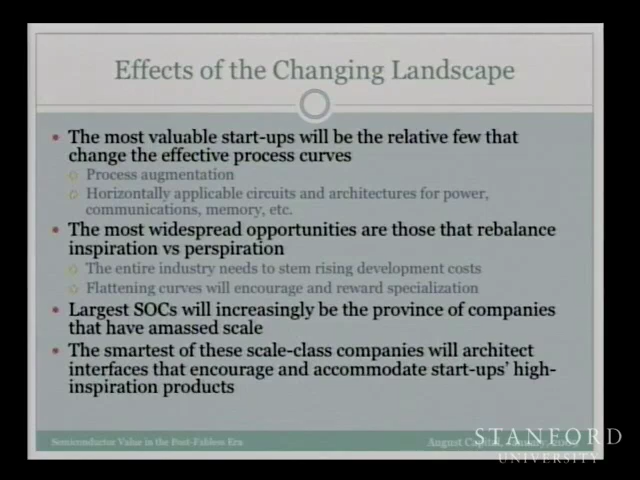 Effects of the Changing Landscape
• The most valuable start-ups will be the relative few that
change the effective process curves
Process augmentation
Horizontally applicable circuits and architectures for power,
communications, memory, etc.
• The most widespread opportunities are those that rebalance
inspiration vs perspiration
The entire industry needs to stem rising development costs
Flattening curves will encourage and reward specialization
• Largest SOCs will increasingly be the province of companies
that have amassed scale
• The smartest of these scale-class companies will architect
interfaces that encourage and accommodate start-ups' high-
inspiration products
Semiconductor Value in the Post-Fabless Era
August Capital,
STANFORD
UNIVERSITY